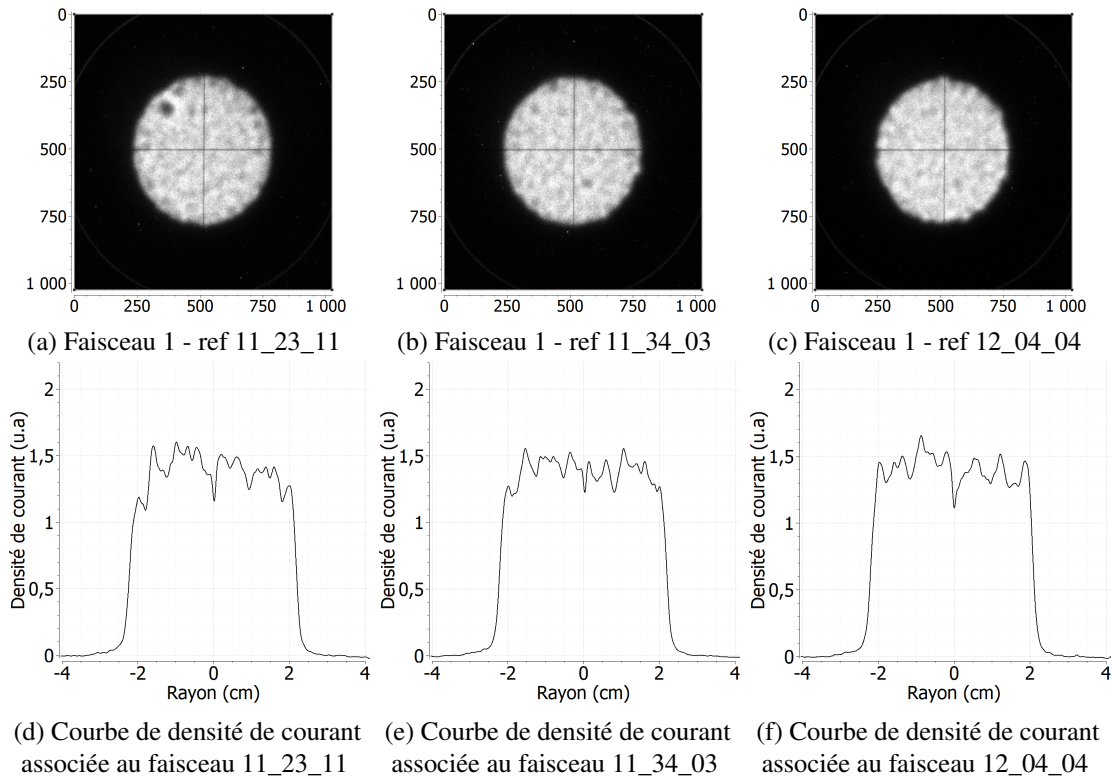 0
250
500
750
1 000
0 250 500 750 1 000
(a) Faisceau 1 - ref 11_23_11
0
250
500
750
1 000
0 250 500 750 1 000
(b) Faisceau 1 - ref 11_34_03
0
250
500
750
1 000
0 250 500 750 1 000
(c) Faisceau 1 - ref 12_04_04
Densité de courant (u.a)
2
1,5
1
0,5
0
-4 -2 0 2 4
Rayon (cm)
(d) Courbe de densité de courant
associée au faisceau 11_23_11
Densité de courant (u.a)
2
1,5
1
0,5
0
-4 -2 0 2 4
Rayon (cm)
(e) Courbe de densité de courant
associée au faisceau 11_34_03
Densité de courant (u.a)
2
1,5
1
0,5
0
-4 -2 0 2 4
Rayon (cm)
(f) Courbe de densité de courant
associée au faisceau 12_04_04